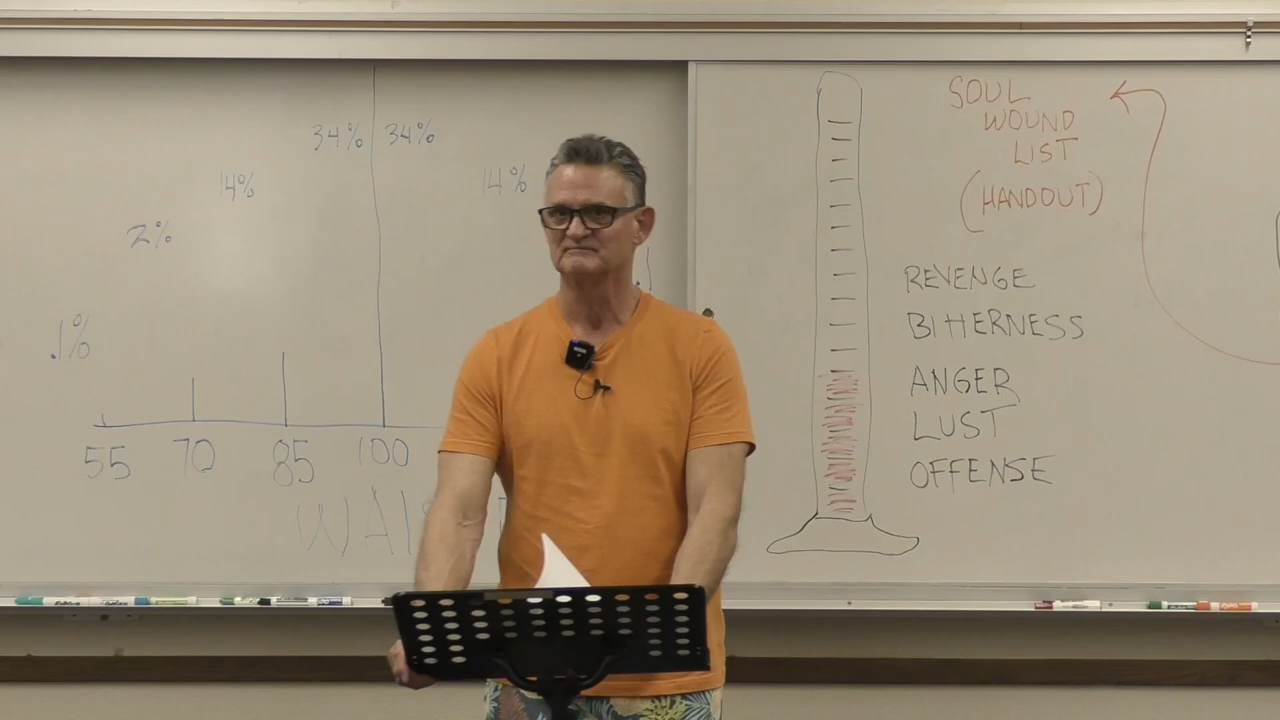 34% 34%
14% 14%
2%
.1%
55 70 85 100
SOUL
WOUND
LIST
(HANDOUT)
REVENGE
BITTERNESS
ANGER
LUST
OFFENSE